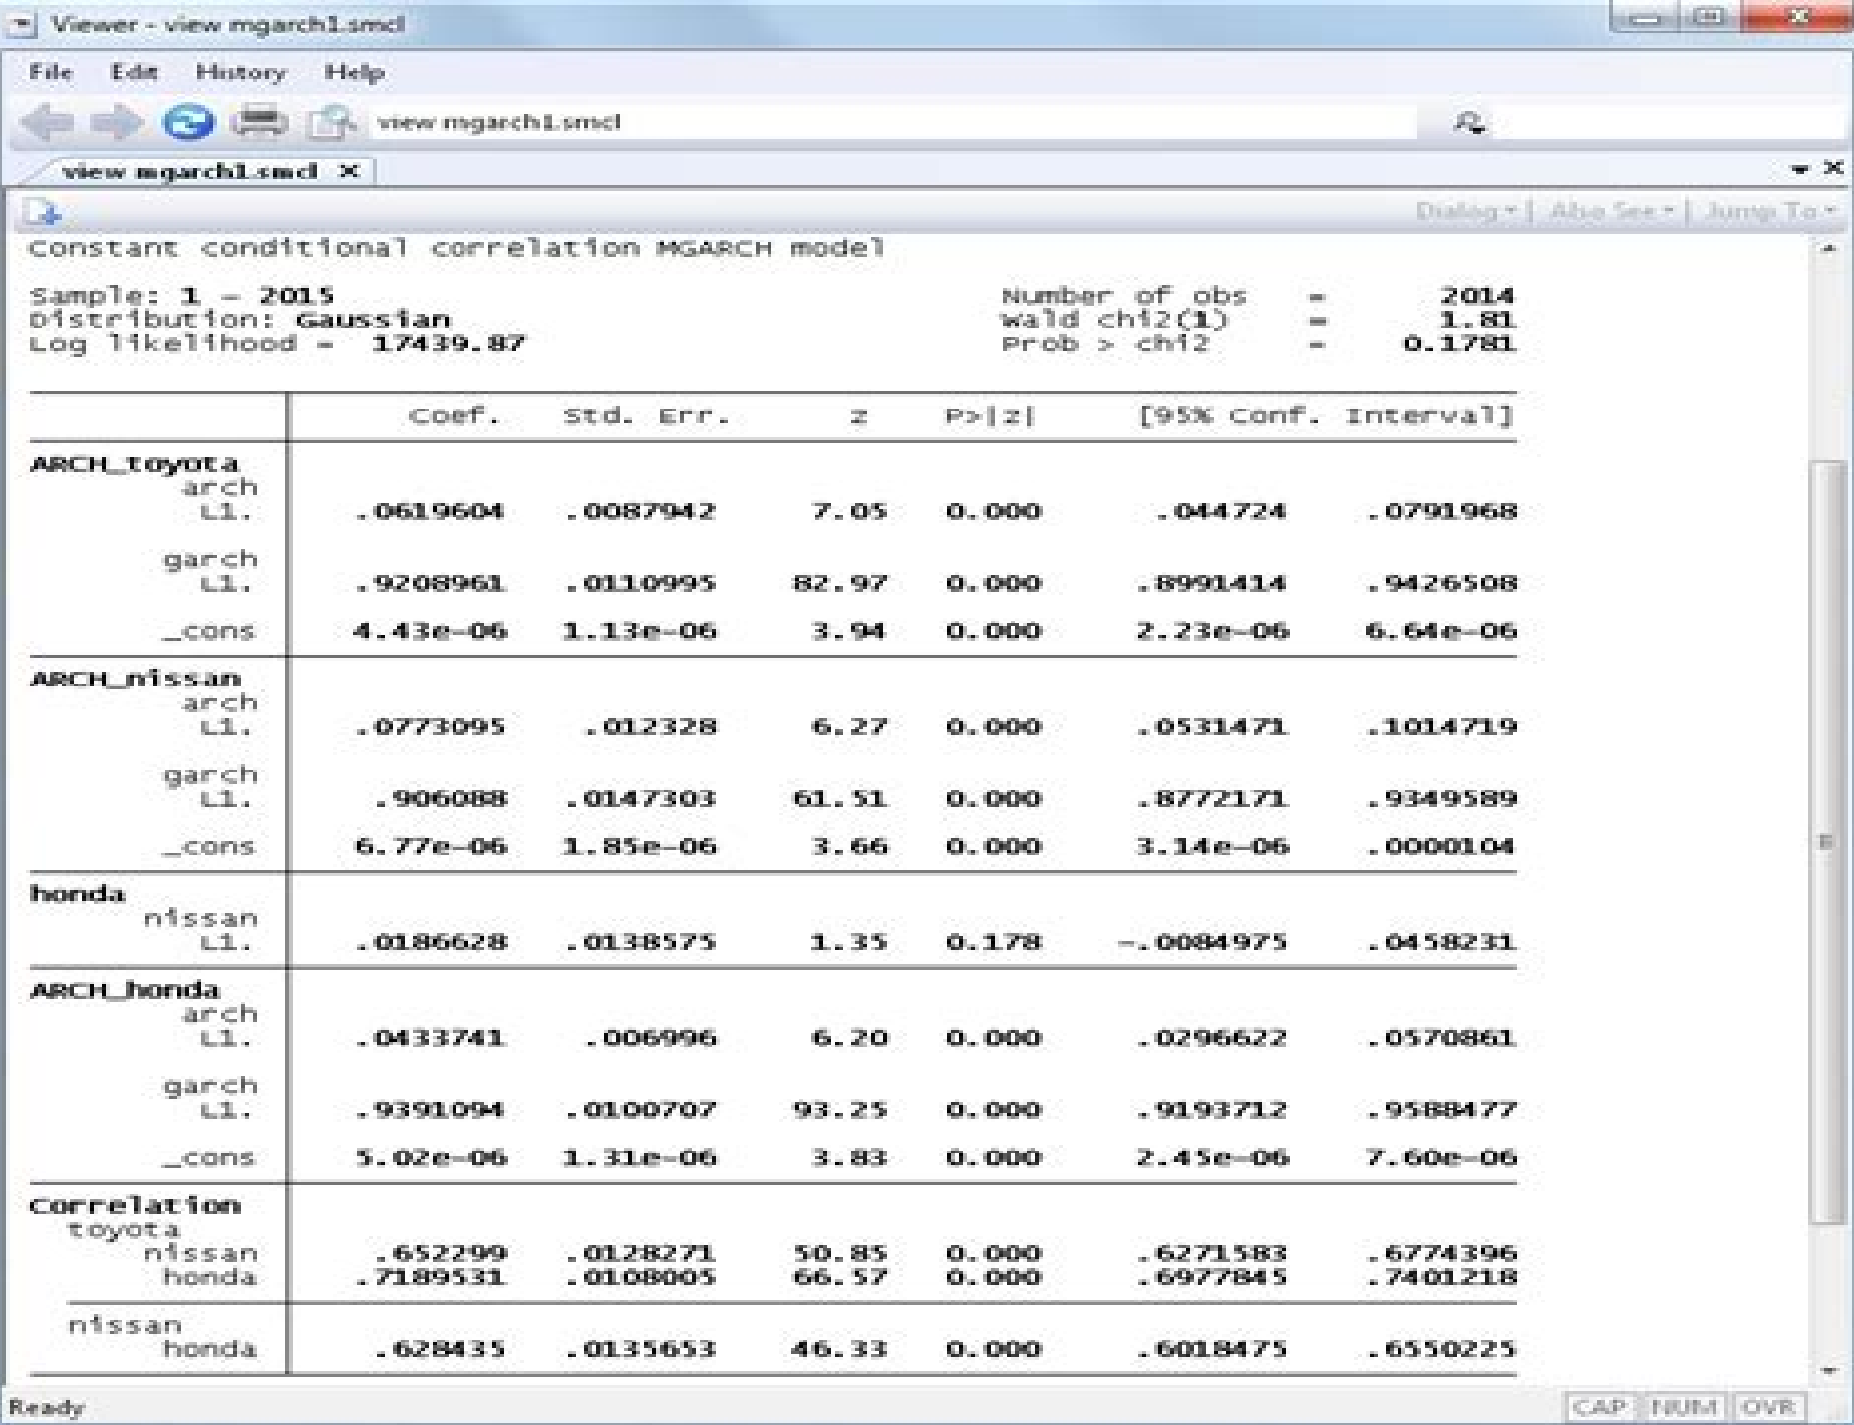 Viewer - view mgarch1.smcl
File Edit History Help
view mgarch1.smcl
view mgarch1.smcl ✕
Dialog | Also See | Jump To
Constant conditional correlation MGARCH model
Sample: 1 - 2015 Number of obs = 2014
Distribution: Gaussian Wald chi2(1) = 1.81
Log likelihood = 17439.87 Prob > chi2 = 0.1781
Coef. Std. Err. z P>|z| [95% Conf. Interval]
ARCH_toyota
arch
L1. .0619604 .0087942 7.05 0.000 .044724 .0791968
garch
L1. .9208961 .0110995 82.97 0.000 .8991414 .9426508
_cons 4.43e-06 1.13e-06 3.94 0.000 2.23e-06 6.64e-06
ARCH_nissan
arch
L1. .0773095 .012328 6.27 0.000 .0531471 .1014719
garch
L1. .906088 .0147303 61.51 0.000 .8772171 .9349589
_cons 6.77e-06 1.85e-06 3.66 0.000 3.14e-06 .0000104
honda
nissan
L1. .0186628 .0138575 1.35 0.178 -.0084975 .0458231
ARCH_honda
arch
L1. .0433741 .006996 6.20 0.000 .0296622 .0570861
garch
L1. .9391094 .0100707 93.25 0.000 .9193712 .9588477
_cons 5.02e-06 1.31e-06 3.83 0.000 2.45e-06 7.60e-06
Correlation
toyota
nissan .652299 .0128271 50.85 0.000 .6271583 .6774396
honda .7189531 .0108005 66.57 0.000 .6977845 .7401218
nissan
honda .628435 .0135653 46.33 0.000 .6018475 .6550225
Ready CAP NUM OVR